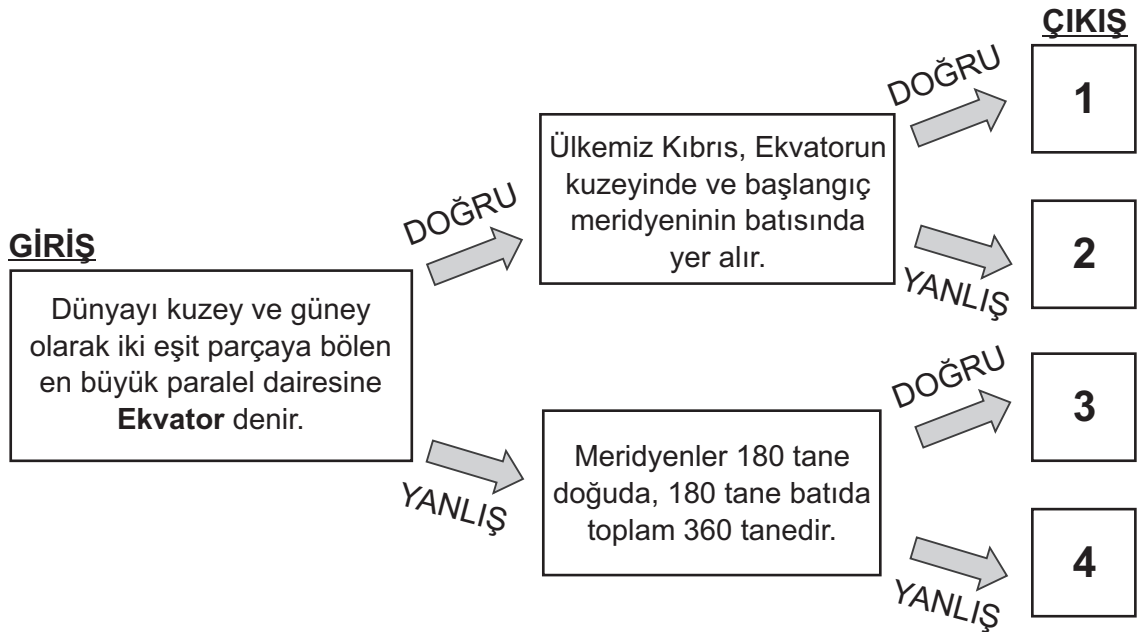 GİRİŞ
Dünyayı kuzey ve güney
olarak iki eşit parçaya bölen
en büyük paralel dairesine
Ekvator denir.
DOĞRU
YANLIŞ
Ülkemiz Kıbrıs, Ekvatorun
kuzeyinde ve başlangıç
meridyeninin batısında
yer alır.
DOĞRU
YANLIŞ
Meridyenler 180 tane
doğuda, 180 tane batıda
toplam 360 tanedir.
DOĞRU
YANLIŞ
ÇIKIŞ
1
2
3
4